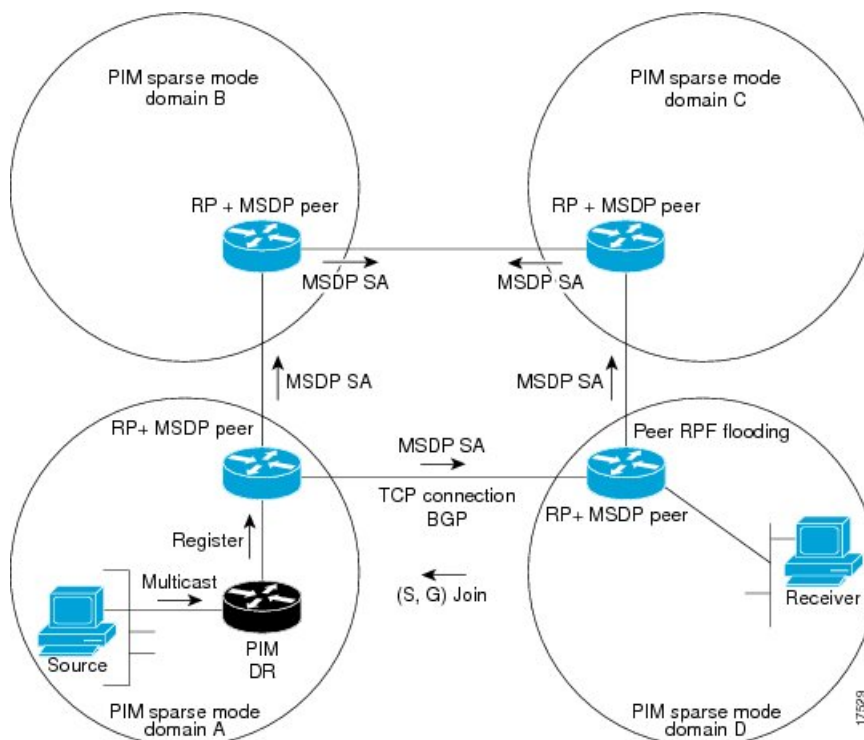 PIM sparse mode
domain B
PIM sparse mode
domain C
RP + MSDP peer
RP + MSDP peer
MSDP SA
MSDP SA
MSDP SA
MSDP SA
RP+ MSDP peer
MSDP SA
Peer RPF flooding
TCP connection
BGP
RP+ MSDP peer
Register
Multicast
(S, G) Join
Receiver
Source
PIM
DR
PIM sparse mode
domain A
PIM sparse mode
domain D
17529